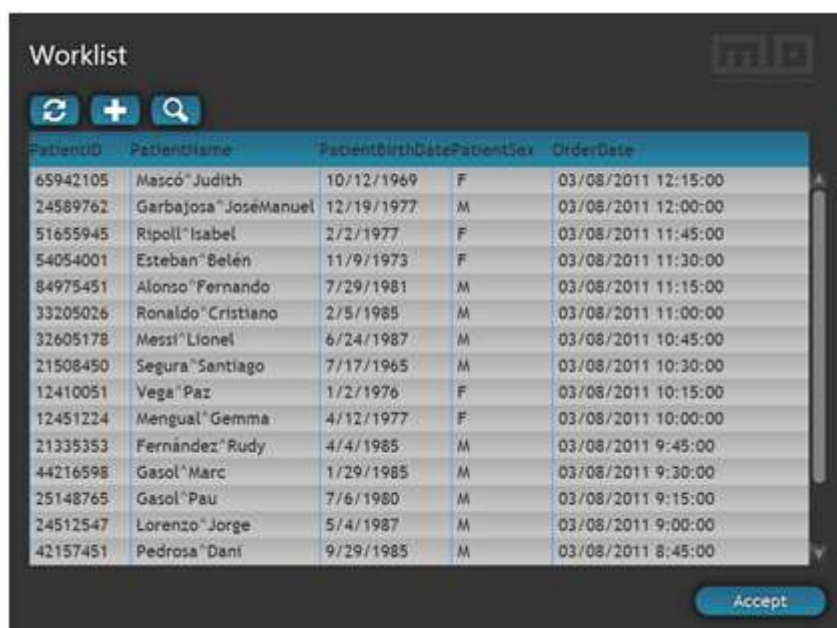 Worklist
PatientID PatientName PatientBirthDate PatientSex OrderDate
65942105 Mascó^Judith 10/12/1969 F 03/08/2011 12:15:00
24589762 Garbajosa^JoséManuel 12/19/1977 M 03/08/2011 12:00:00
51655945 Ripoll^Isabel 2/2/1977 F 03/08/2011 11:45:00
54054001 Esteban^Belén 11/9/1973 F 03/08/2011 11:30:00
84975451 Alonso^Fernando 7/29/1981 M 03/08/2011 11:15:00
33205026 Ronaldo^Cristiano 2/5/1985 M 03/08/2011 11:00:00
32605178 Messi^Lionel 6/24/1987 M 03/08/2011 10:45:00
21508450 Segura^Santiago 7/17/1965 M 03/08/2011 10:30:00
12410051 Vega^Paz 1/2/1976 F 03/08/2011 10:15:00
12451224 Mengual^Gemma 4/12/1977 F 03/08/2011 10:00:00
21335353 Fernández^Rudy 4/4/1985 M 03/08/2011 9:45:00
44216598 Gasol^Marc 1/29/1985 M 03/08/2011 9:30:00
25148765 Gasol^Pau 7/6/1980 M 03/08/2011 9:15:00
24512547 Lorenzo^Jorge 5/4/1987 M 03/08/2011 9:00:00
42157451 Pedrosa^Dani 9/29/1985 M 03/08/2011 8:45:00
Accept